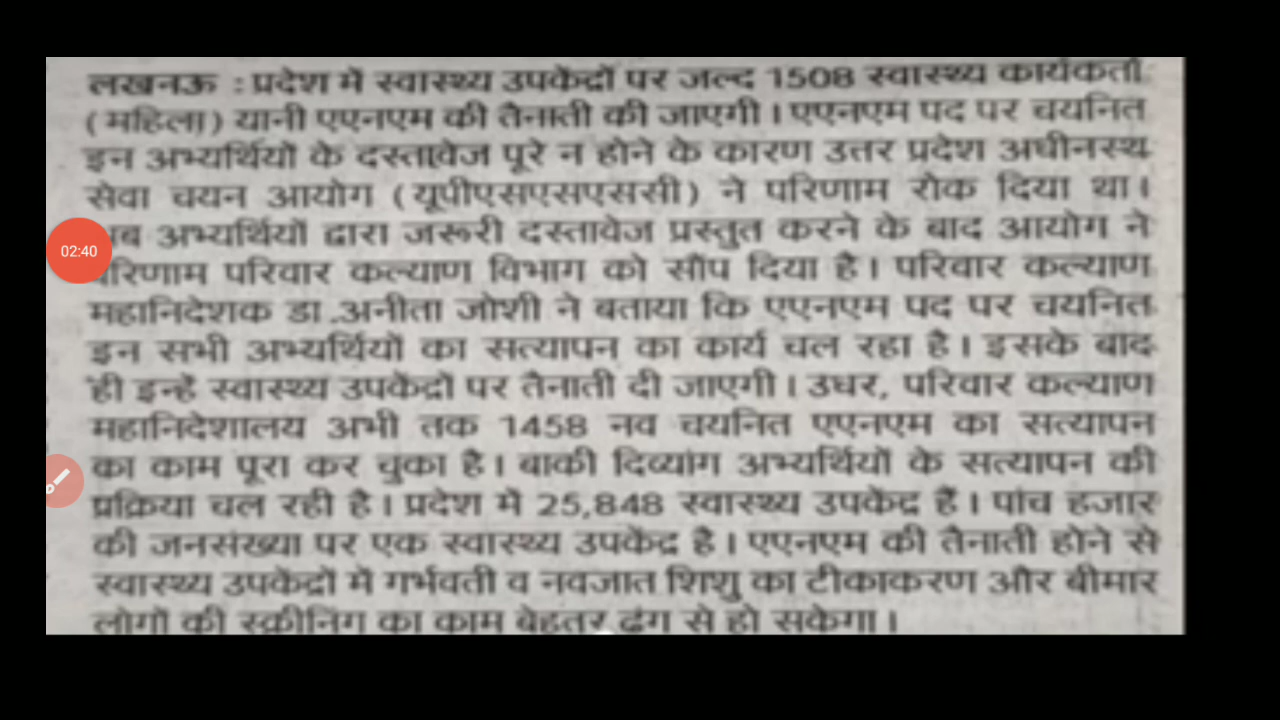 लखनऊ : प्रदेश में स्वास्थ्य उपकेंद्रों पर जल्द 1508 स्वास्थ्य कार्यकर्ता
(महिला) यानी एएनएम की तैनाती की जाएगी। एएनएम पद पर चयनित
इन अभ्यर्थियों के दस्तावेज पूरे न होने के कारण उत्तर प्रदेश अधीनस्थ
सेवा चयन आयोग (यूपीएसएसएससी) ने परिणाम रोक दिया था।
अभ्यर्थियों द्वारा जरूरी दस्तावेज प्रस्तुत करने के बाद आयोग ने
02:40
परिणाम परिवार कल्याण विभाग को सौंप दिया है। परिवार कल्याण
महानिदेशक डा.अनीता जोशी ने बताया कि एएनएम पद पर चयनित
इन सभी अभ्यर्थियों का सत्यापन का कार्य चल रहा है। इसके बाद
ही इन्हें स्वास्थ्य उपकेंद्रों पर तैनाती दी जाएगी। उधर, परिवार कल्याण
महानिदेशालय अभी तक 1458 नव चयनित एएनएम का सत्यापन
का काम पूरा कर चुका है। बाकी दिव्यांग अभ्यर्थियों के सत्यापन की
प्रक्रिया चल रही है। प्रदेश में 25,848 स्वास्थ्य उपकेंद्र हैं। पांच हजार
की जनसंख्या पर एक स्वास्थ्य उपकेंद्र है। एएनएम की तैनाती होने से
स्वास्थ्य उपकेंद्रों में गर्भवती व नवजात शिशु का टीकाकरण और बीमार
लोगों की स्क्रीनिंग का काम बेहतर ढंग से हो सकेगा।